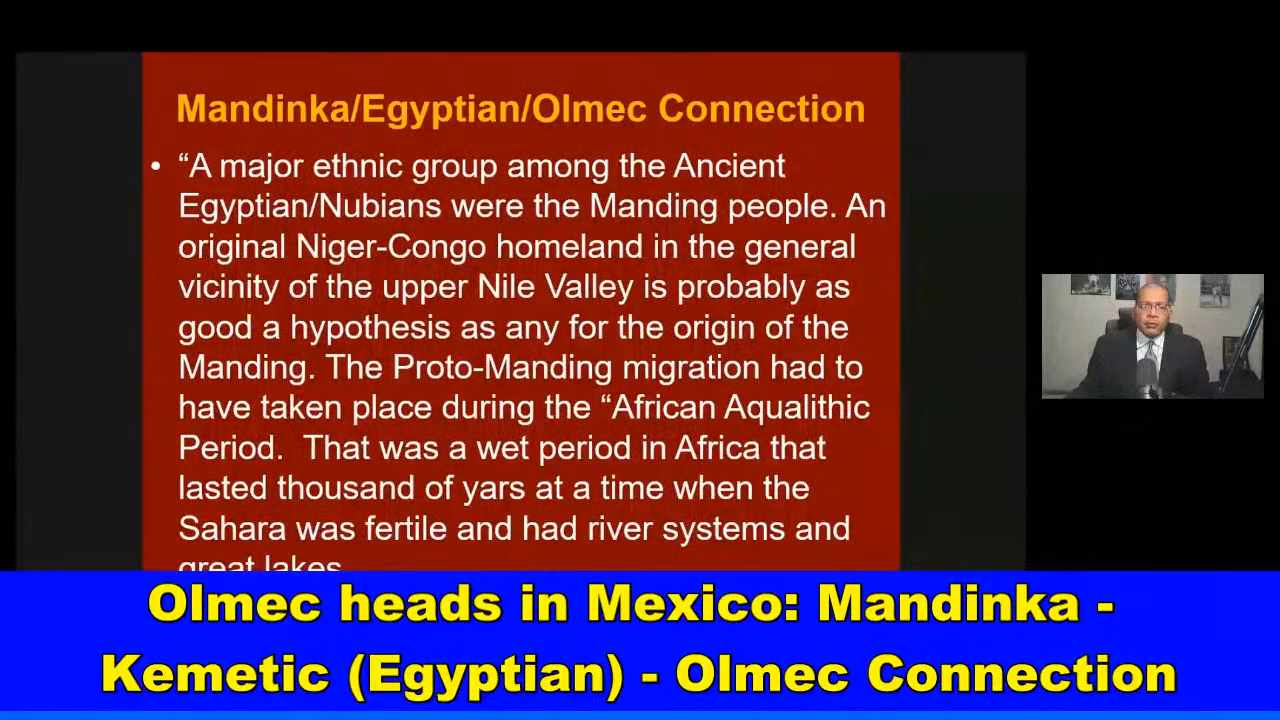 Mandinka/Egyptian/Olmec Connection
• “A major ethnic group among the Ancient
Egyptian/Nubians were the Manding people. An
original Niger-Congo homeland in the general
vicinity of the upper Nile Valley is probably as
good a hypothesis as any for the origin of the
Manding. The Proto-Manding migration had to
have taken place during the “African Aqualithic
Period.  That was a wet period in Africa that
lasted thousand of yars at a time when the
Sahara was fertile and had river systems and
great lakes
Olmec heads in Mexico: Mandinka -
Kemetic (Egyptian) - Olmec Connection